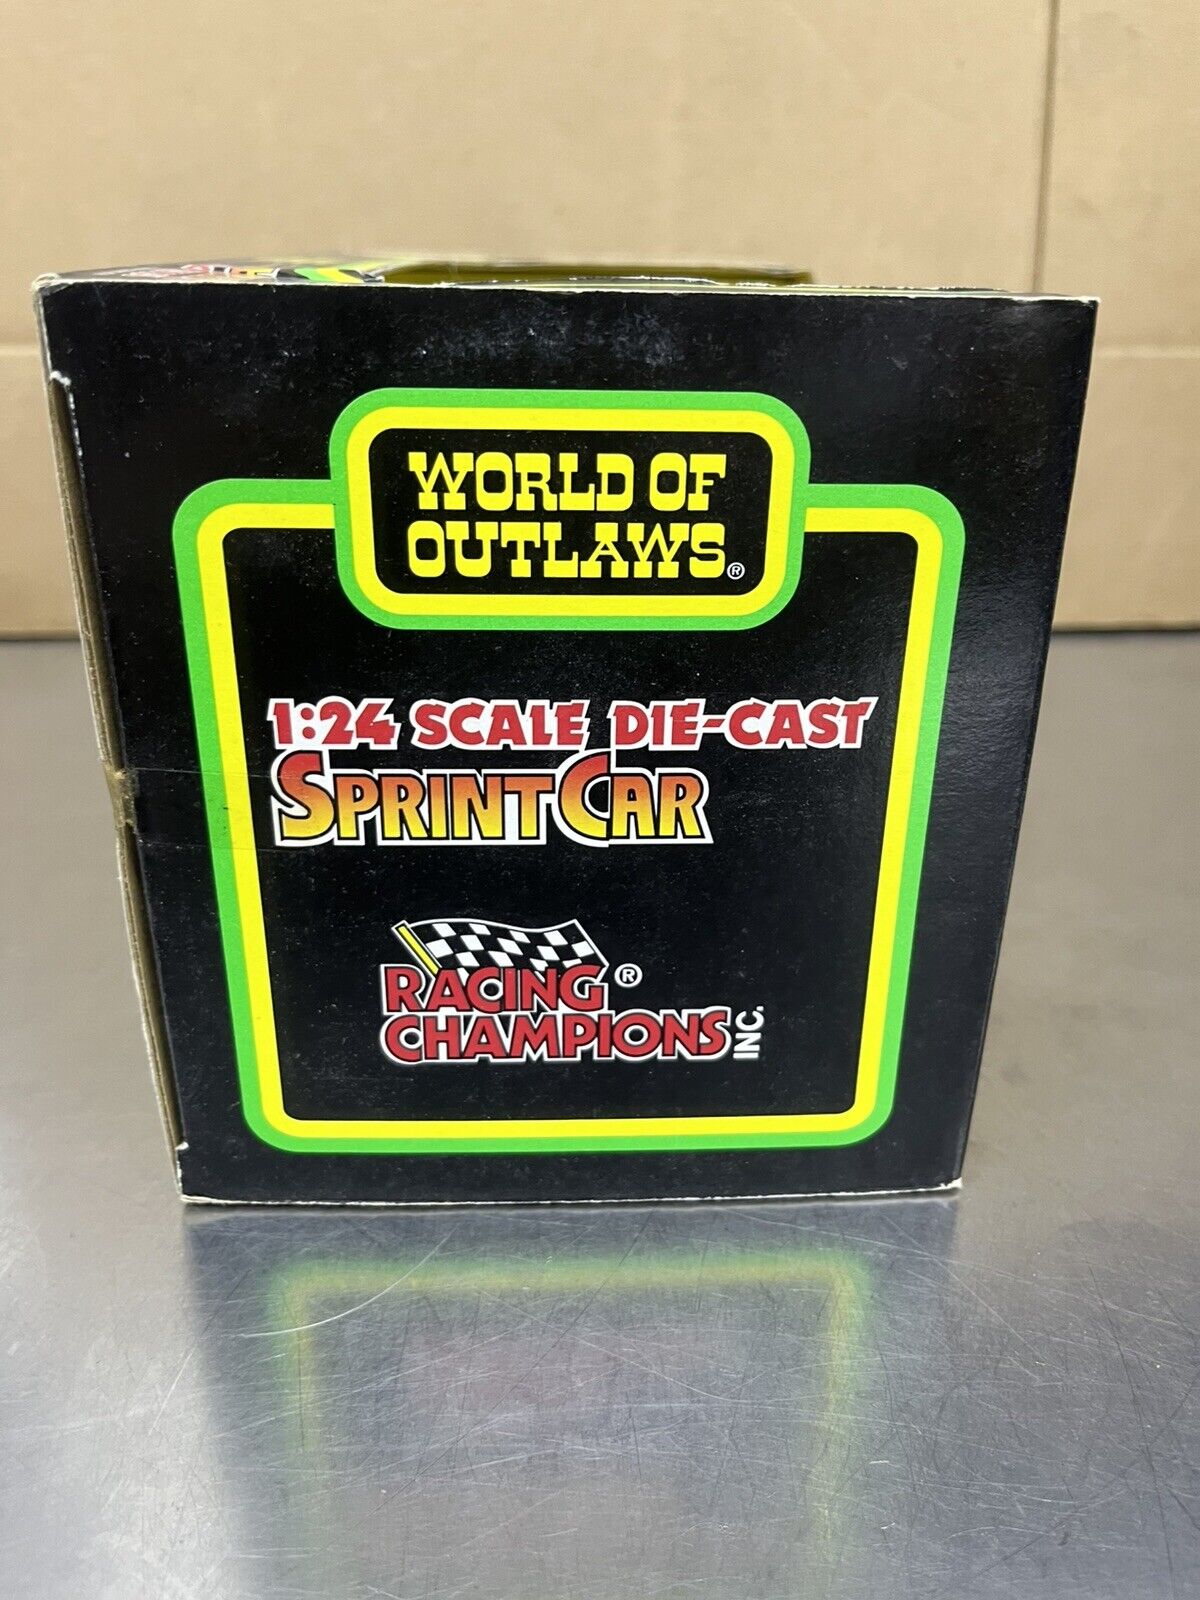 WORLD OF
OUTLAWS®
1:24 SCALE DIE-CAST
SPRINT CAR
RACING ®
CHAMPIONS INC.